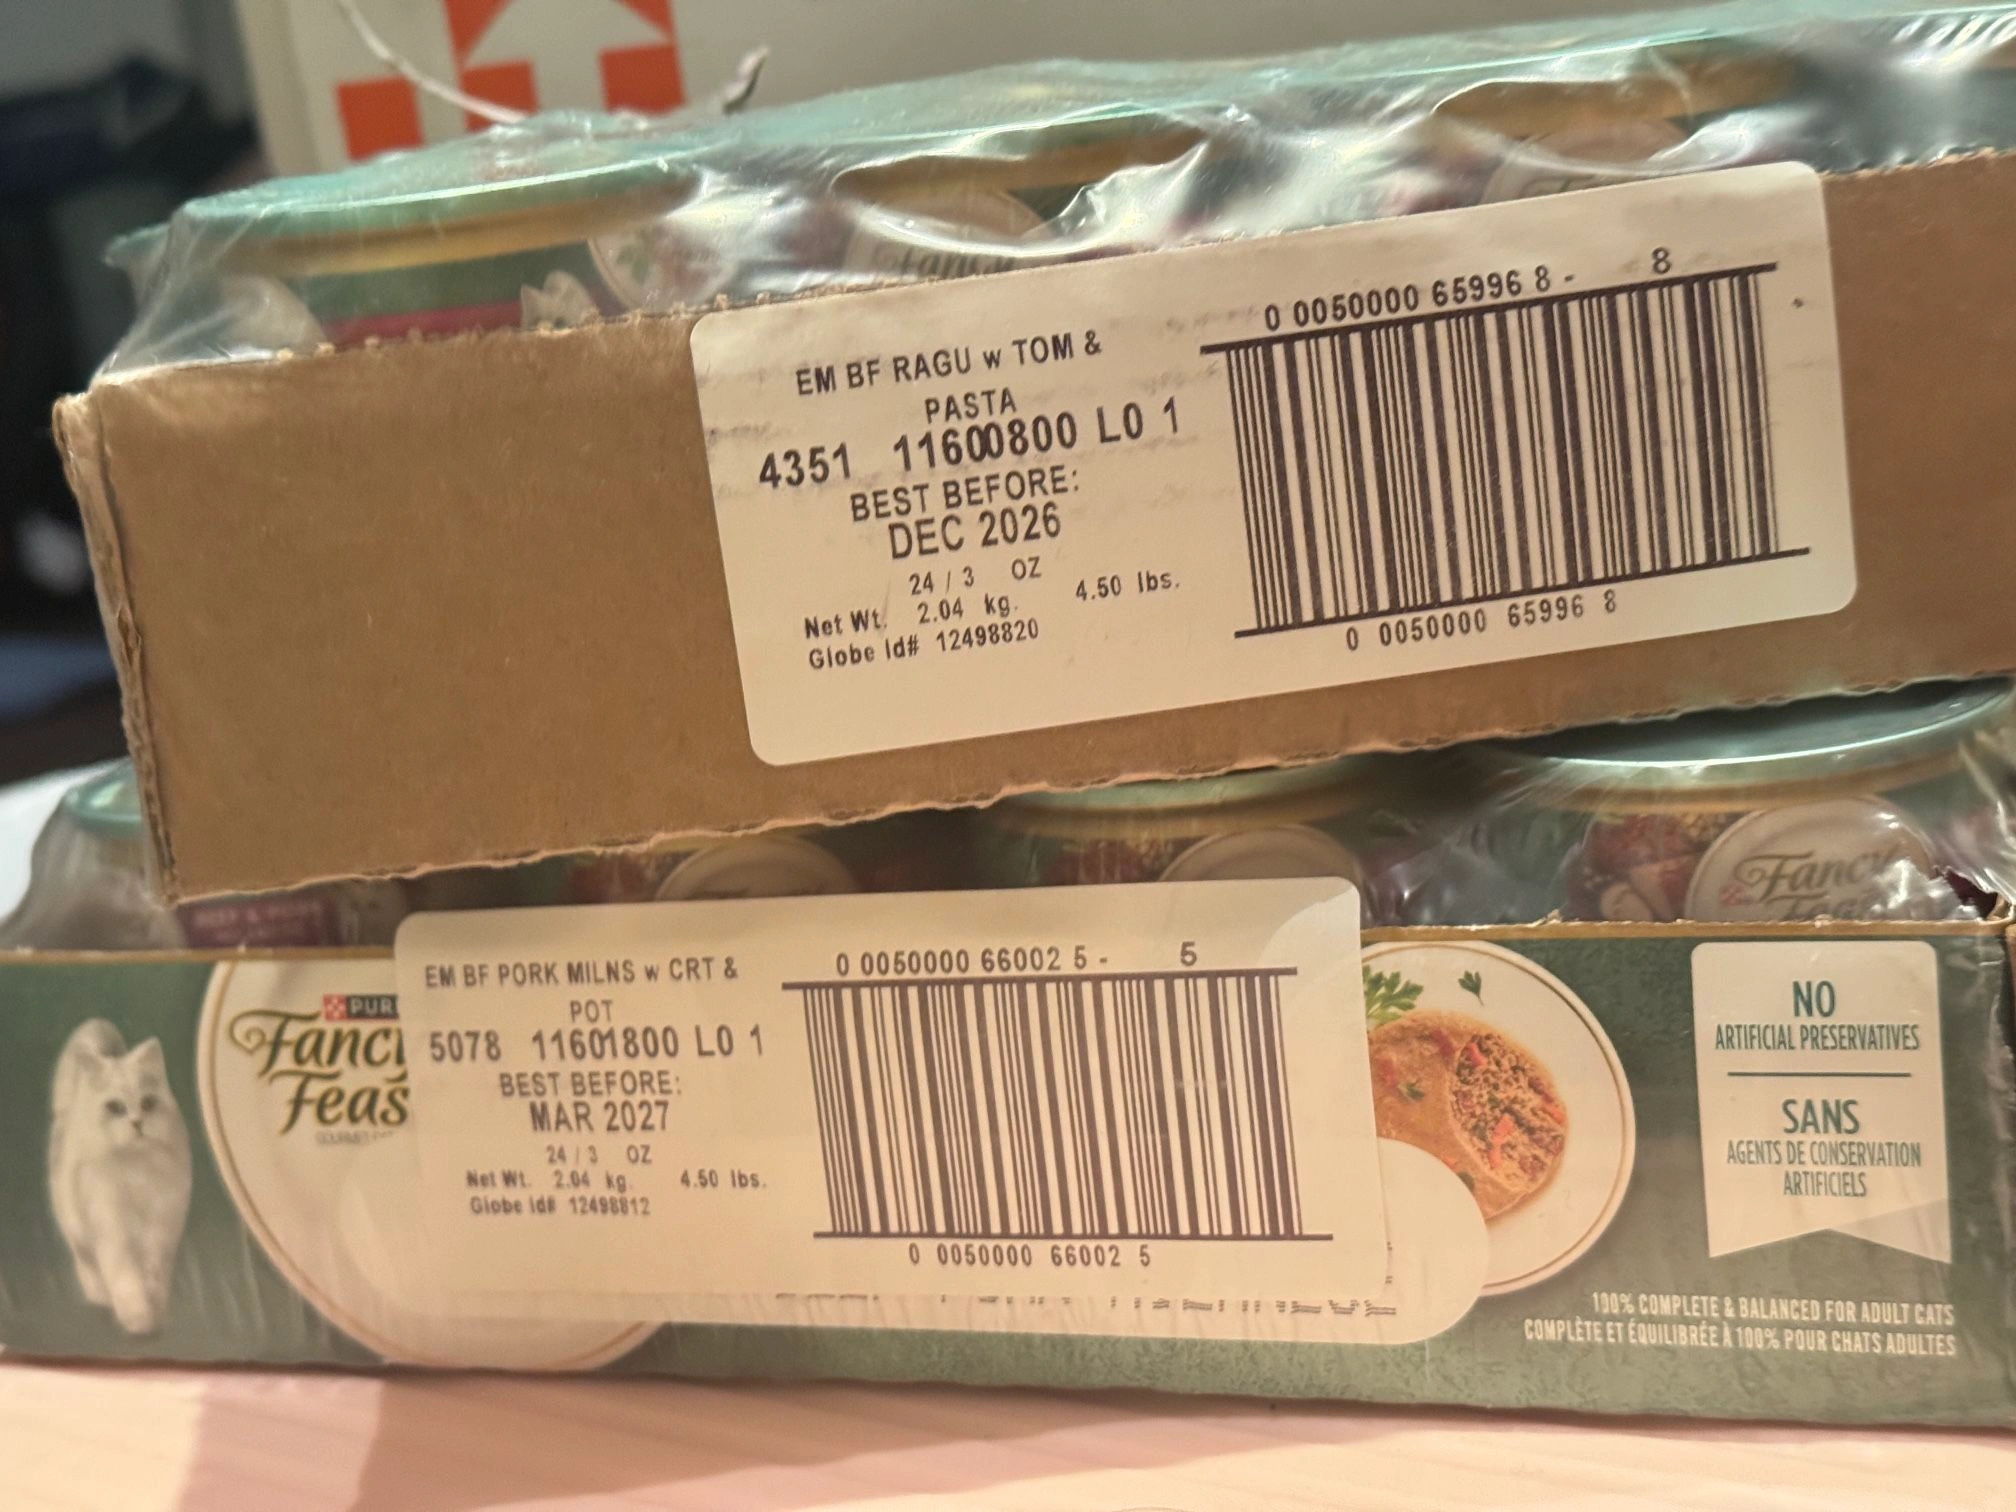 0 0050000 65996 8 - 8
EM BF RAGU w TOM &
PASTA
4351 11600800 L0 1
BEST BEFORE:
DEC 2026
24 / 3 OZ
Net Wt. 2.04 kg. 4.50 lbs.
Globe Id# 12498820
0 0050000 65996 8
Fancy
BEEF & PORK
0 0050000 66002 5 - 5
EM BF PORK MILNS w CRT &
POT
5078 11601800 L0 1
BEST BEFORE:
MAR 2027
24 / 3 OZ
Net Wt. 2.04 kg. 4.50 lbs.
Globe Id# 12498812
0 0050000 66002 5
PUR
Fanc
Feas
NO
ARTIFICIAL PRESERVATIVES
SANS
AGENTS DE CONSERVATION
ARTIFICIELS
100% COMPLETE & BALANCED FOR ADULT CATS
COMPLÈTE ET ÉQUILIBRÉE À 100% POUR CHATS ADULTES